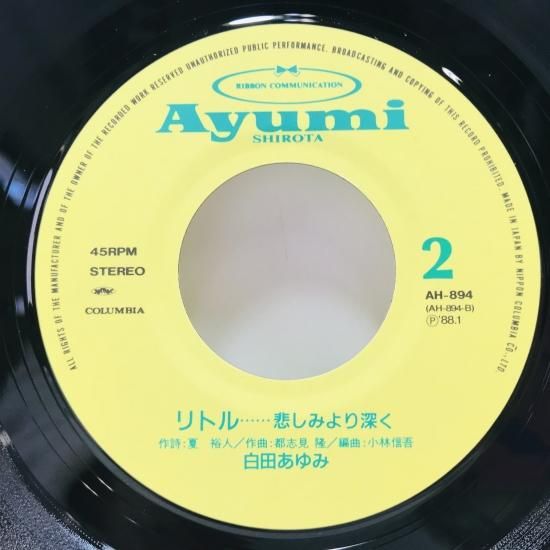 ALL RIGHTS OF THE MANUFACTURER AND OF THE OWNER OF THE RECORDED WORK RESERVED UNAUTHORIZED PUBLIC PERFORMANCE. BROADCASTING AND COPYING OF THIS RECORD PROHIBITED. MADE IN JAPAN BY NIPPON COLUMBIA CO., LTD.
RIBBON COMMUNICATION
Ayumi
SHIROTA
45RPM
STEREO
COLUMBIA
2
AH-894
(AH-894-B)
Ⓟ'88.1
リトル……悲しみより深く
作詩:夏 裕人/作曲:都志見 隆/編曲:小林信吾
白田あゆみ